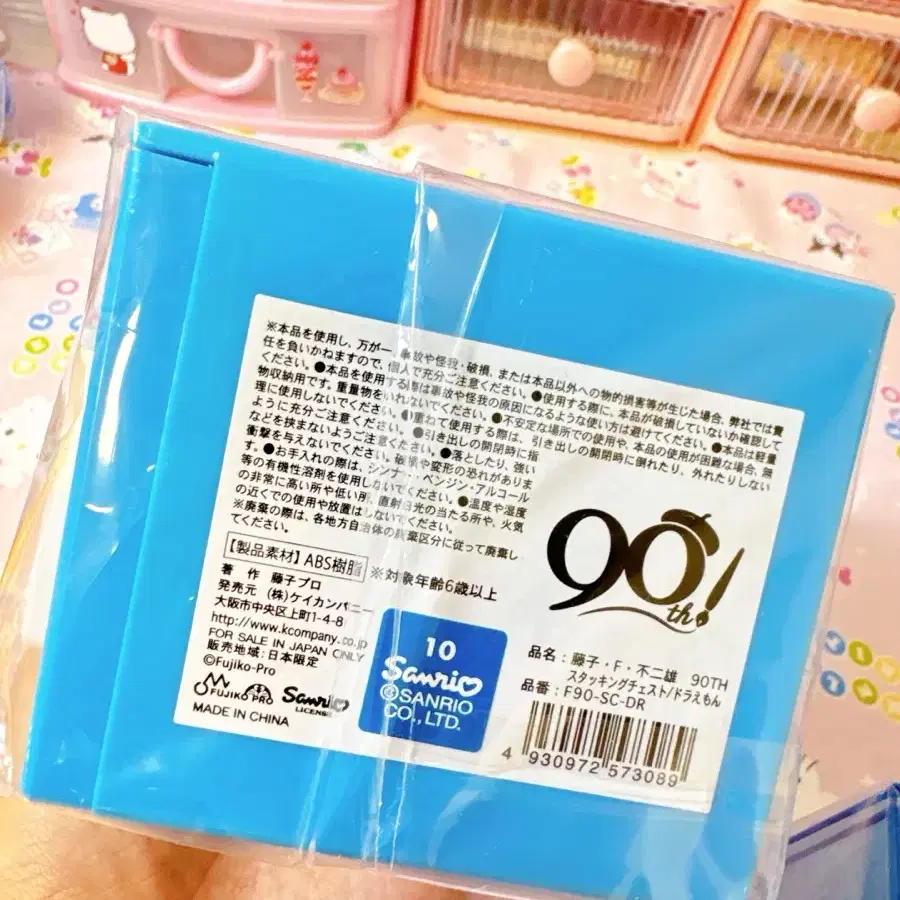 ※本品を使用し、万が一、事故や怪我・破損、または本品以外への物的損害等が生じた場合、弊社では責
任を負いかねますので、個人で充分ご注意ください。●使用する際に、本品が破損していないか確認して
ください。●本品を使用する際は事故や怪我の原因になるような使い方は避けてください。●本品は軽量
物収納用です。重量物をいれないでください。●不安定な場所での使用や、本品の使用が困難な場合、無
理に使用しないでください。●重ねて使用する際は、引き出しの開閉時に倒れたり、外れたりしない
ように充分ご注意ください。●引き出しの開閉時に指
などを挟まないようご注意ください。●落としたり、強い
衝撃を与えないでください。破損や変形の恐れがありま
す。●お手入れの際は、シンナー・ベンジン・アルコール
等の有機性溶剤を使用しないでください。●温度や湿度
の非常に高い所や低い所、直射日光の当たる所や、火気
の近くでの使用や放置はしないでください。
※廃棄の際は、各地方自治体の廃棄区分に従って廃棄し
てください。
【製品素材】ABS樹脂
※対象年齢6歳以上
著 作 藤子プロ
発売元 (株)ケイカンパニー
大阪市中央区上町1-4-8
http://www.kcompany.co.jp
FOR SALE IN JAPAN ONLY
販売地域:日本限定
©Fujiko-Pro
FUJIKO PRO
Sanrio
LICENSE
MADE IN CHINA
10
Sanrio
©SANRIO
CO., LTD.
90th!
品名:藤子・F・不二雄 90TH
スタッキングチェスト/ドラえもん
品番:F90-SC-DR
4 930972 573089